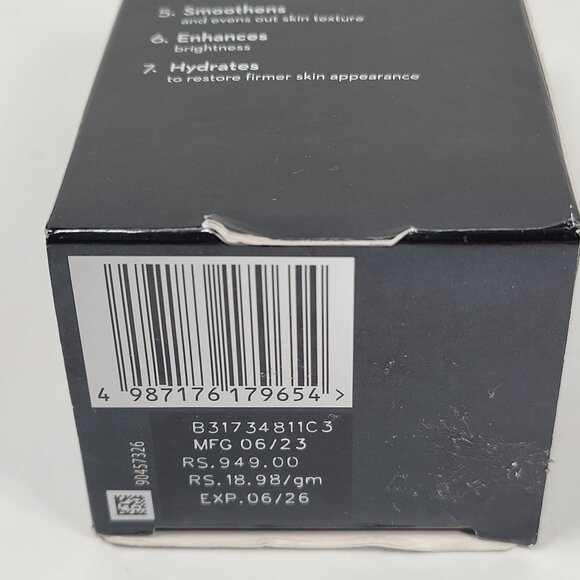 5. Smoothens
and evens out skin texture
6. Enhances
brightness
7. Hydrates
to restore firmer skin appearance
4 987176 179654 >
B31734811C3
MFG 06/23
RS.949.00
RS.18.98/gm
EXP.06/26
90457326